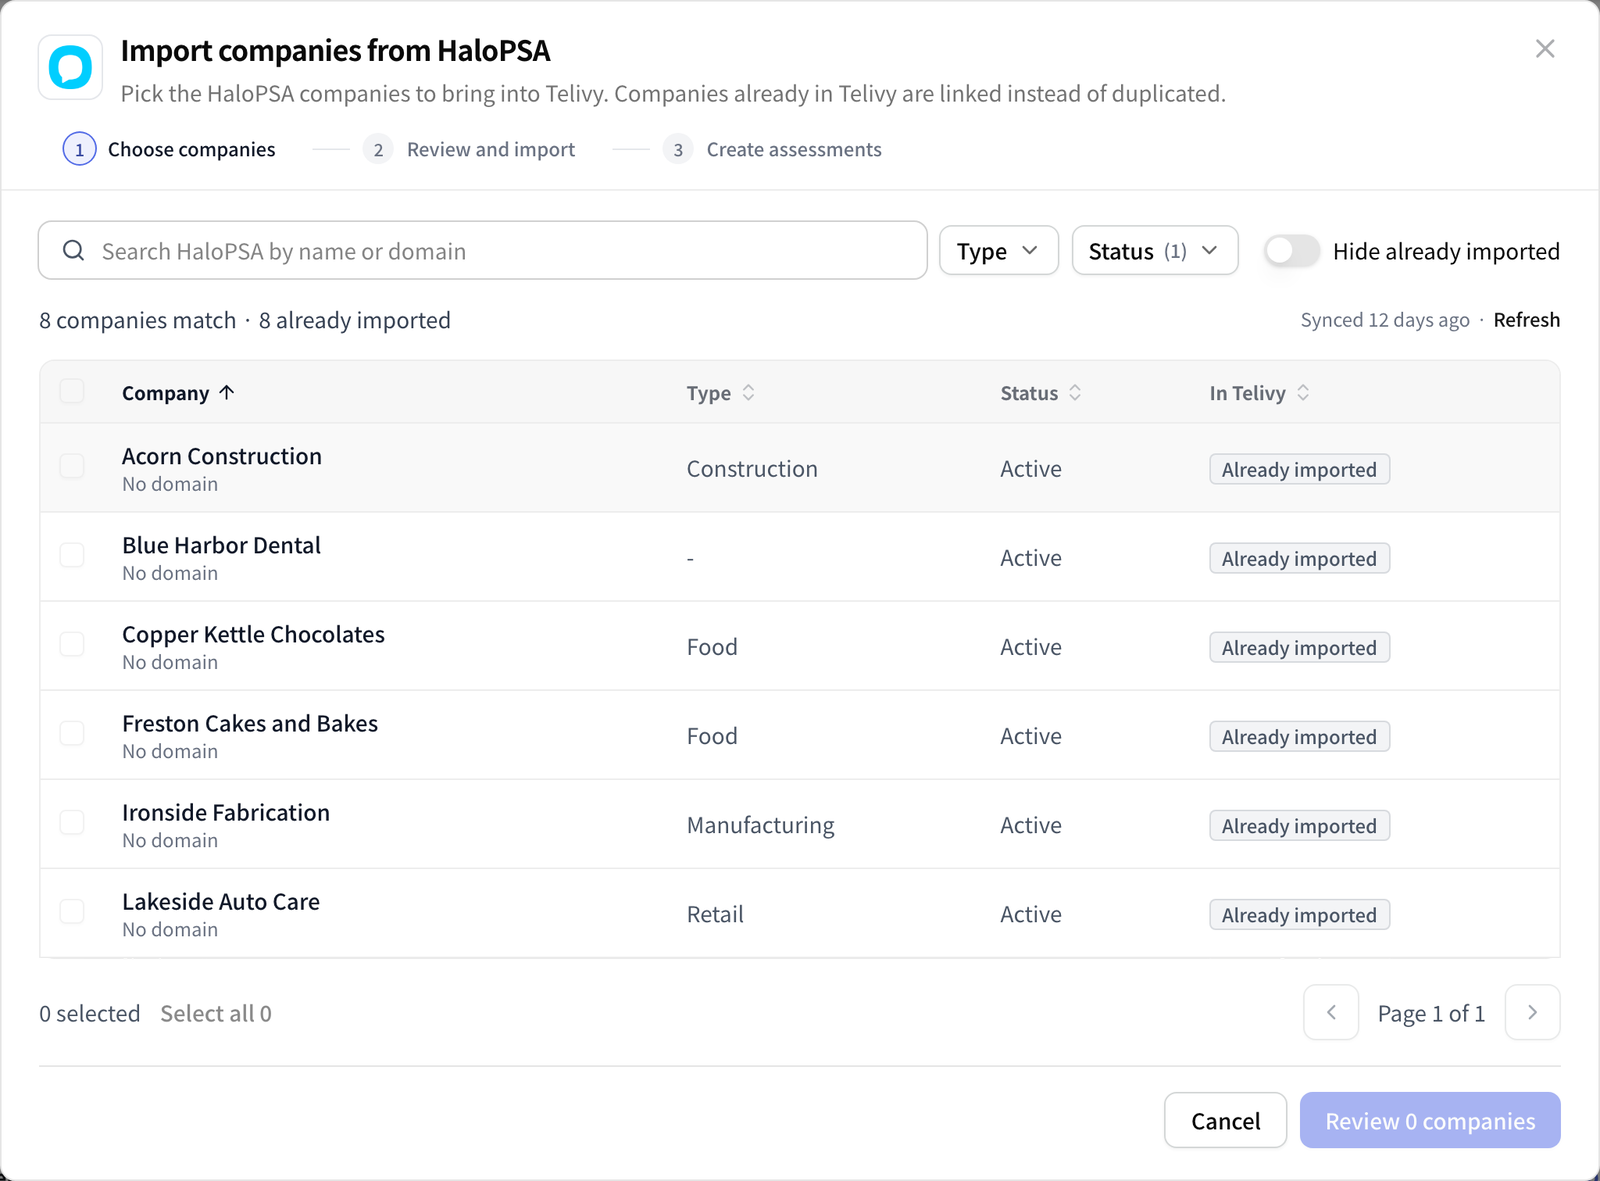 Import companies from HaloPSA
Pick the HaloPSA companies to bring into Telivy. Companies already in Telivy are linked instead of duplicated.
1 Choose companies 2 Review and import 3 Create assessments
Search HaloPSA by name or domain Type Status (1) Hide already imported
8 companies match · 8 already imported Synced 12 days ago · Refresh
Company Type Status In Telivy
Acorn Construction
No domain
Construction Active Already imported
Blue Harbor Dental
No domain
- Active Already imported
Copper Kettle Chocolates
No domain
Food Active Already imported
Freston Cakes and Bakes
No domain
Food Active Already imported
Ironside Fabrication
No domain
Manufacturing Active Already imported
Lakeside Auto Care
No domain
Retail Active Already imported
0 selected Select all 0 Page 1 of 1
Cancel Review 0 companies